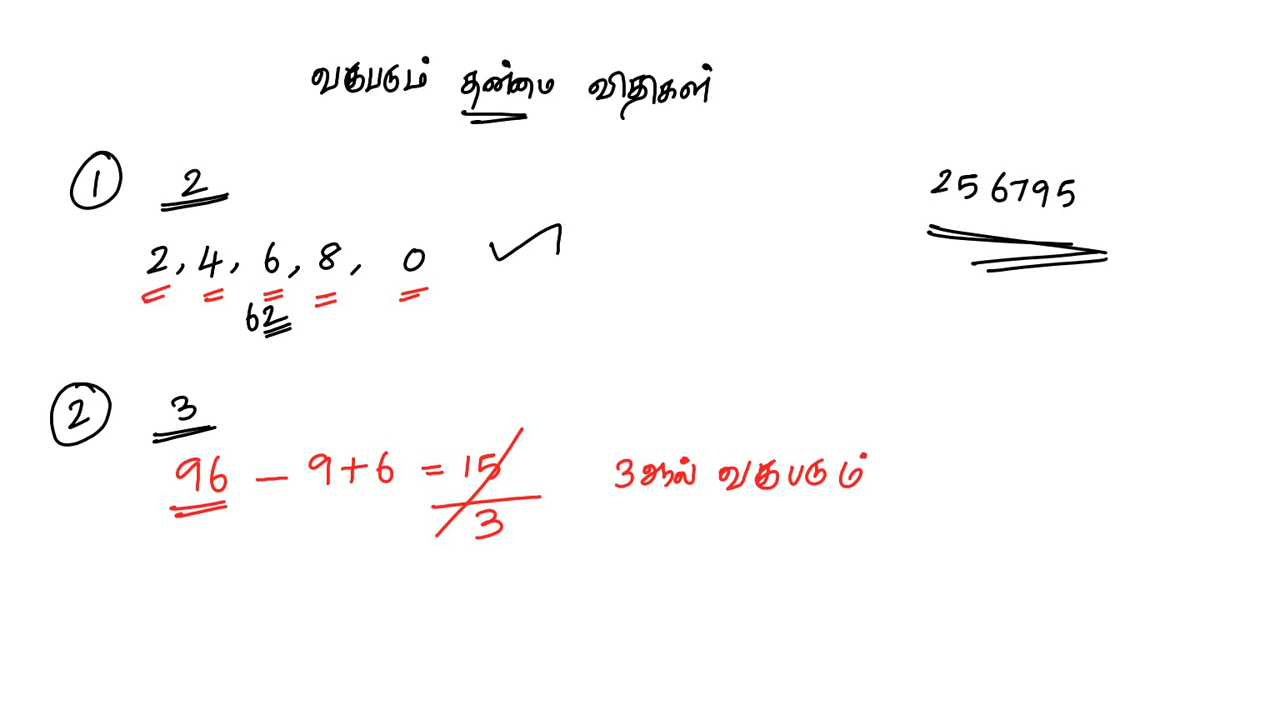 வகுபடும் தன்மை விதிகள்
① 2
256795
2, 4, 6, 8, 0
62
② 3
96 – 9+6 = 15/3 3ஆல் வகுபடும்